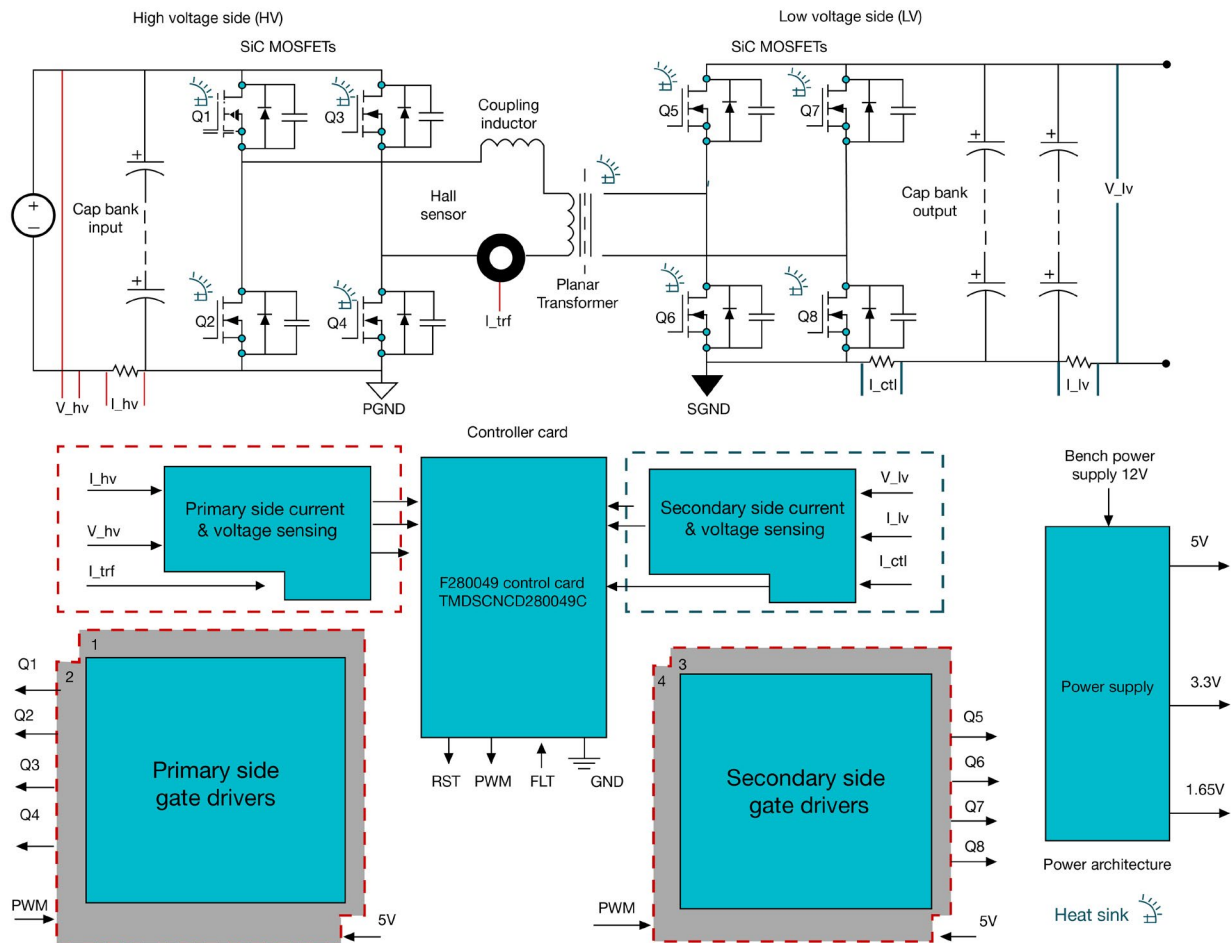 High voltage side (HV)
Low voltage side (LV)
SiC MOSFETs
SiC MOSFETs
Q1
Q3
Coupling
inductor
Q5
Q7
+
+
+
+
−
Cap bank
input
Hall
sensor
Cap bank
output
V_lv
+
+
+
Planar
Transformer
Q2
Q4
I_trf
Q6
Q8
V_hv
I_hv
PGND
SGND
I_ctl
I_lv
Controller card
Bench power
supply 12V
I_hv
V_hv
I_trf
Primary side current
& voltage sensing
F280049 control card
TMDSCNCD280049C
Secondary side current
& voltage sensing
V_lv
I_lv
I_ctl
5V
3.3V
1.65V
Power supply
Power architecture
Heat sink
1
2
Q1
Q2
Q3
Q4
PWM
5V
Primary side
gate drivers
RST
PWM
FLT
GND
3
4
Secondary side
gate drivers
Q5
Q6
Q7
Q8
PWM
5V